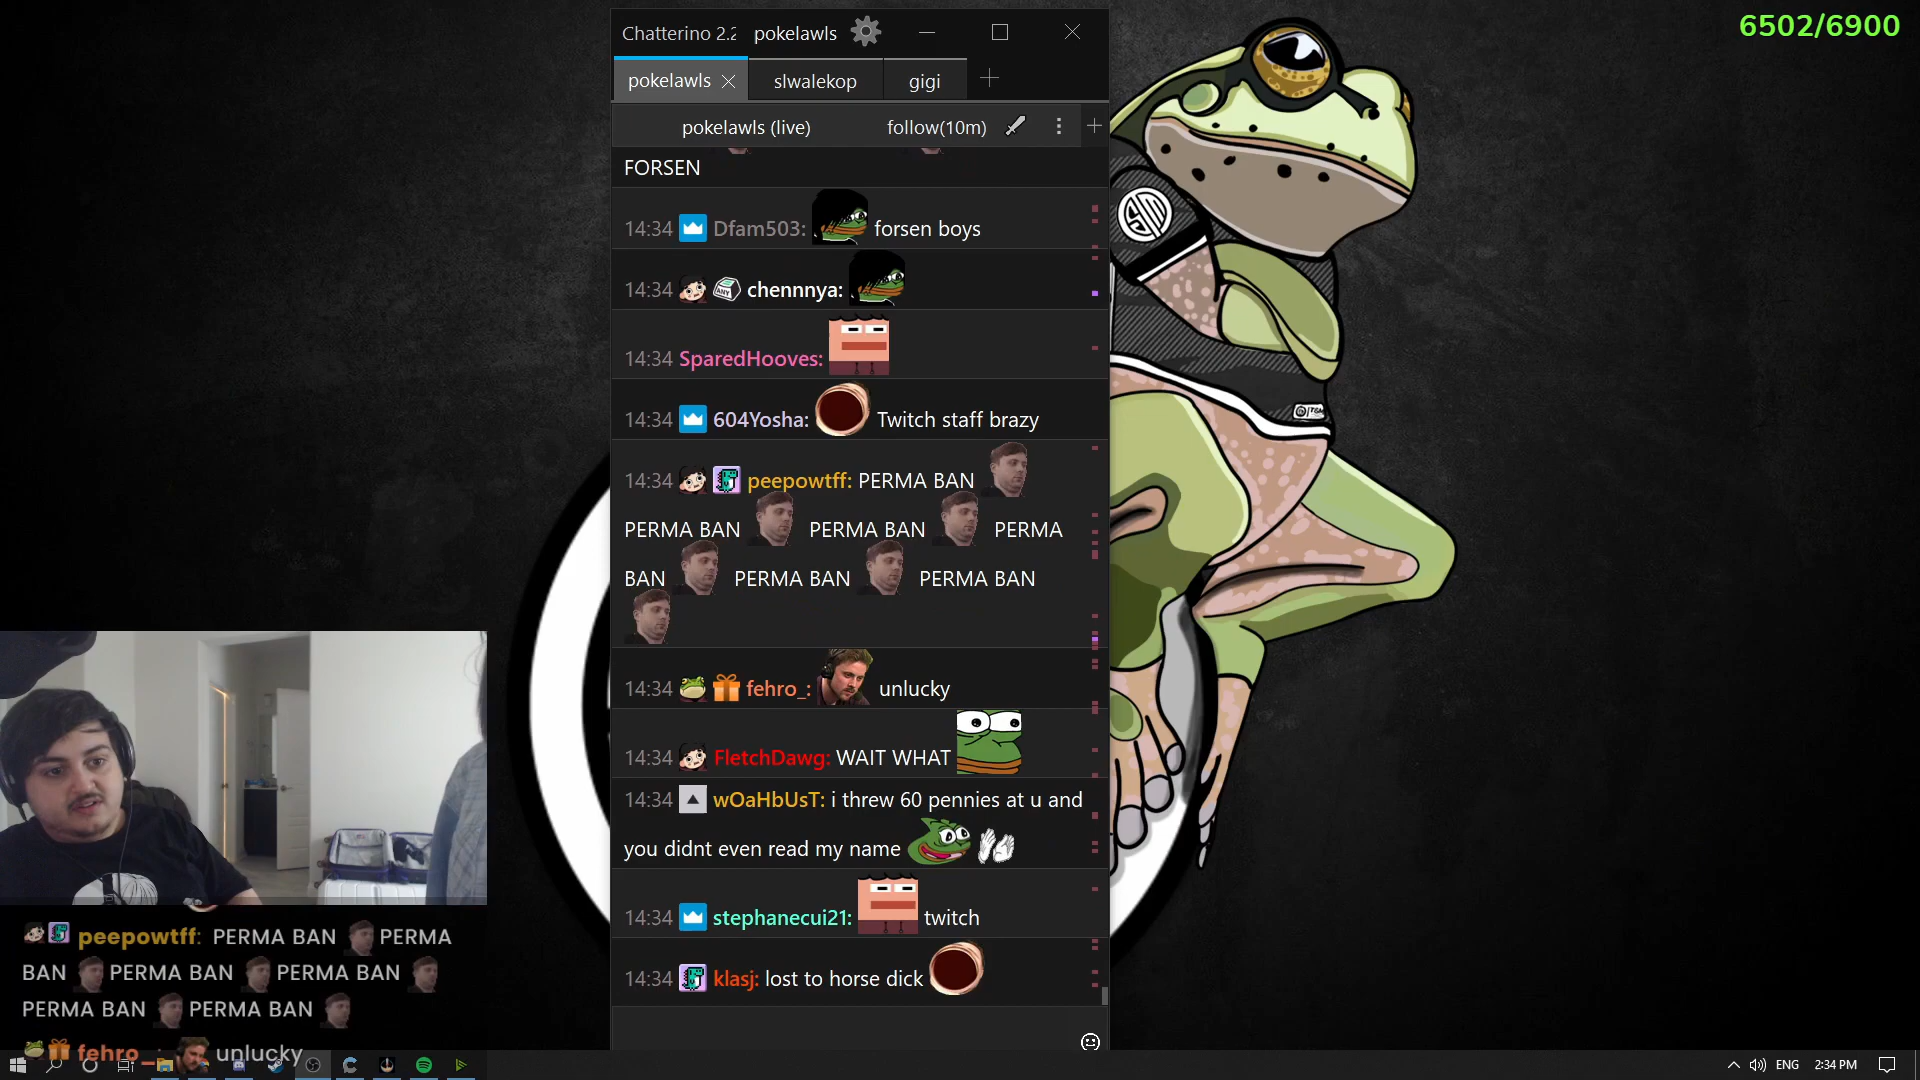 6502/6900
Chatterino 2.2
pokelawls
pokelawls
slwalekop
gigi
pokelawls (live)
follow(10m)
FORSEN
14:34 Dfam503: forsen boys
14:34 ANY chennnya:
14:34 SparedHooves:
14:34 604Yosha: Twitch staff brazy
14:34 peepowtff: PERMA BAN
PERMA BAN PERMA BAN PERMA
BAN PERMA BAN PERMA BAN
14:34 fehro_: unlucky
14:34 FletchDawg: WAIT WHAT
14:34 wOaHbUsT: i threw 60 pennies at u and
you didnt even read my name
14:34 stephanecui21: twitch
14:34 klasj: lost to horse dick
peepowtff: PERMA BAN PERMA
BAN PERMA BAN PERMA BAN
PERMA BAN PERMA BAN
fehro_: unlucky
ENG
2:34 PM